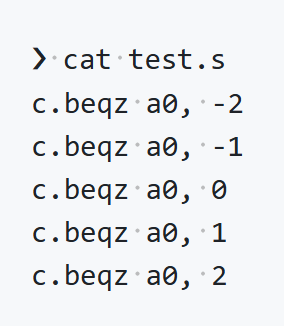 ❯ cat test.s
c.beqz a0, -2
c.beqz a0, -1
c.beqz a0, 0
c.beqz a0, 1
c.beqz a0, 2